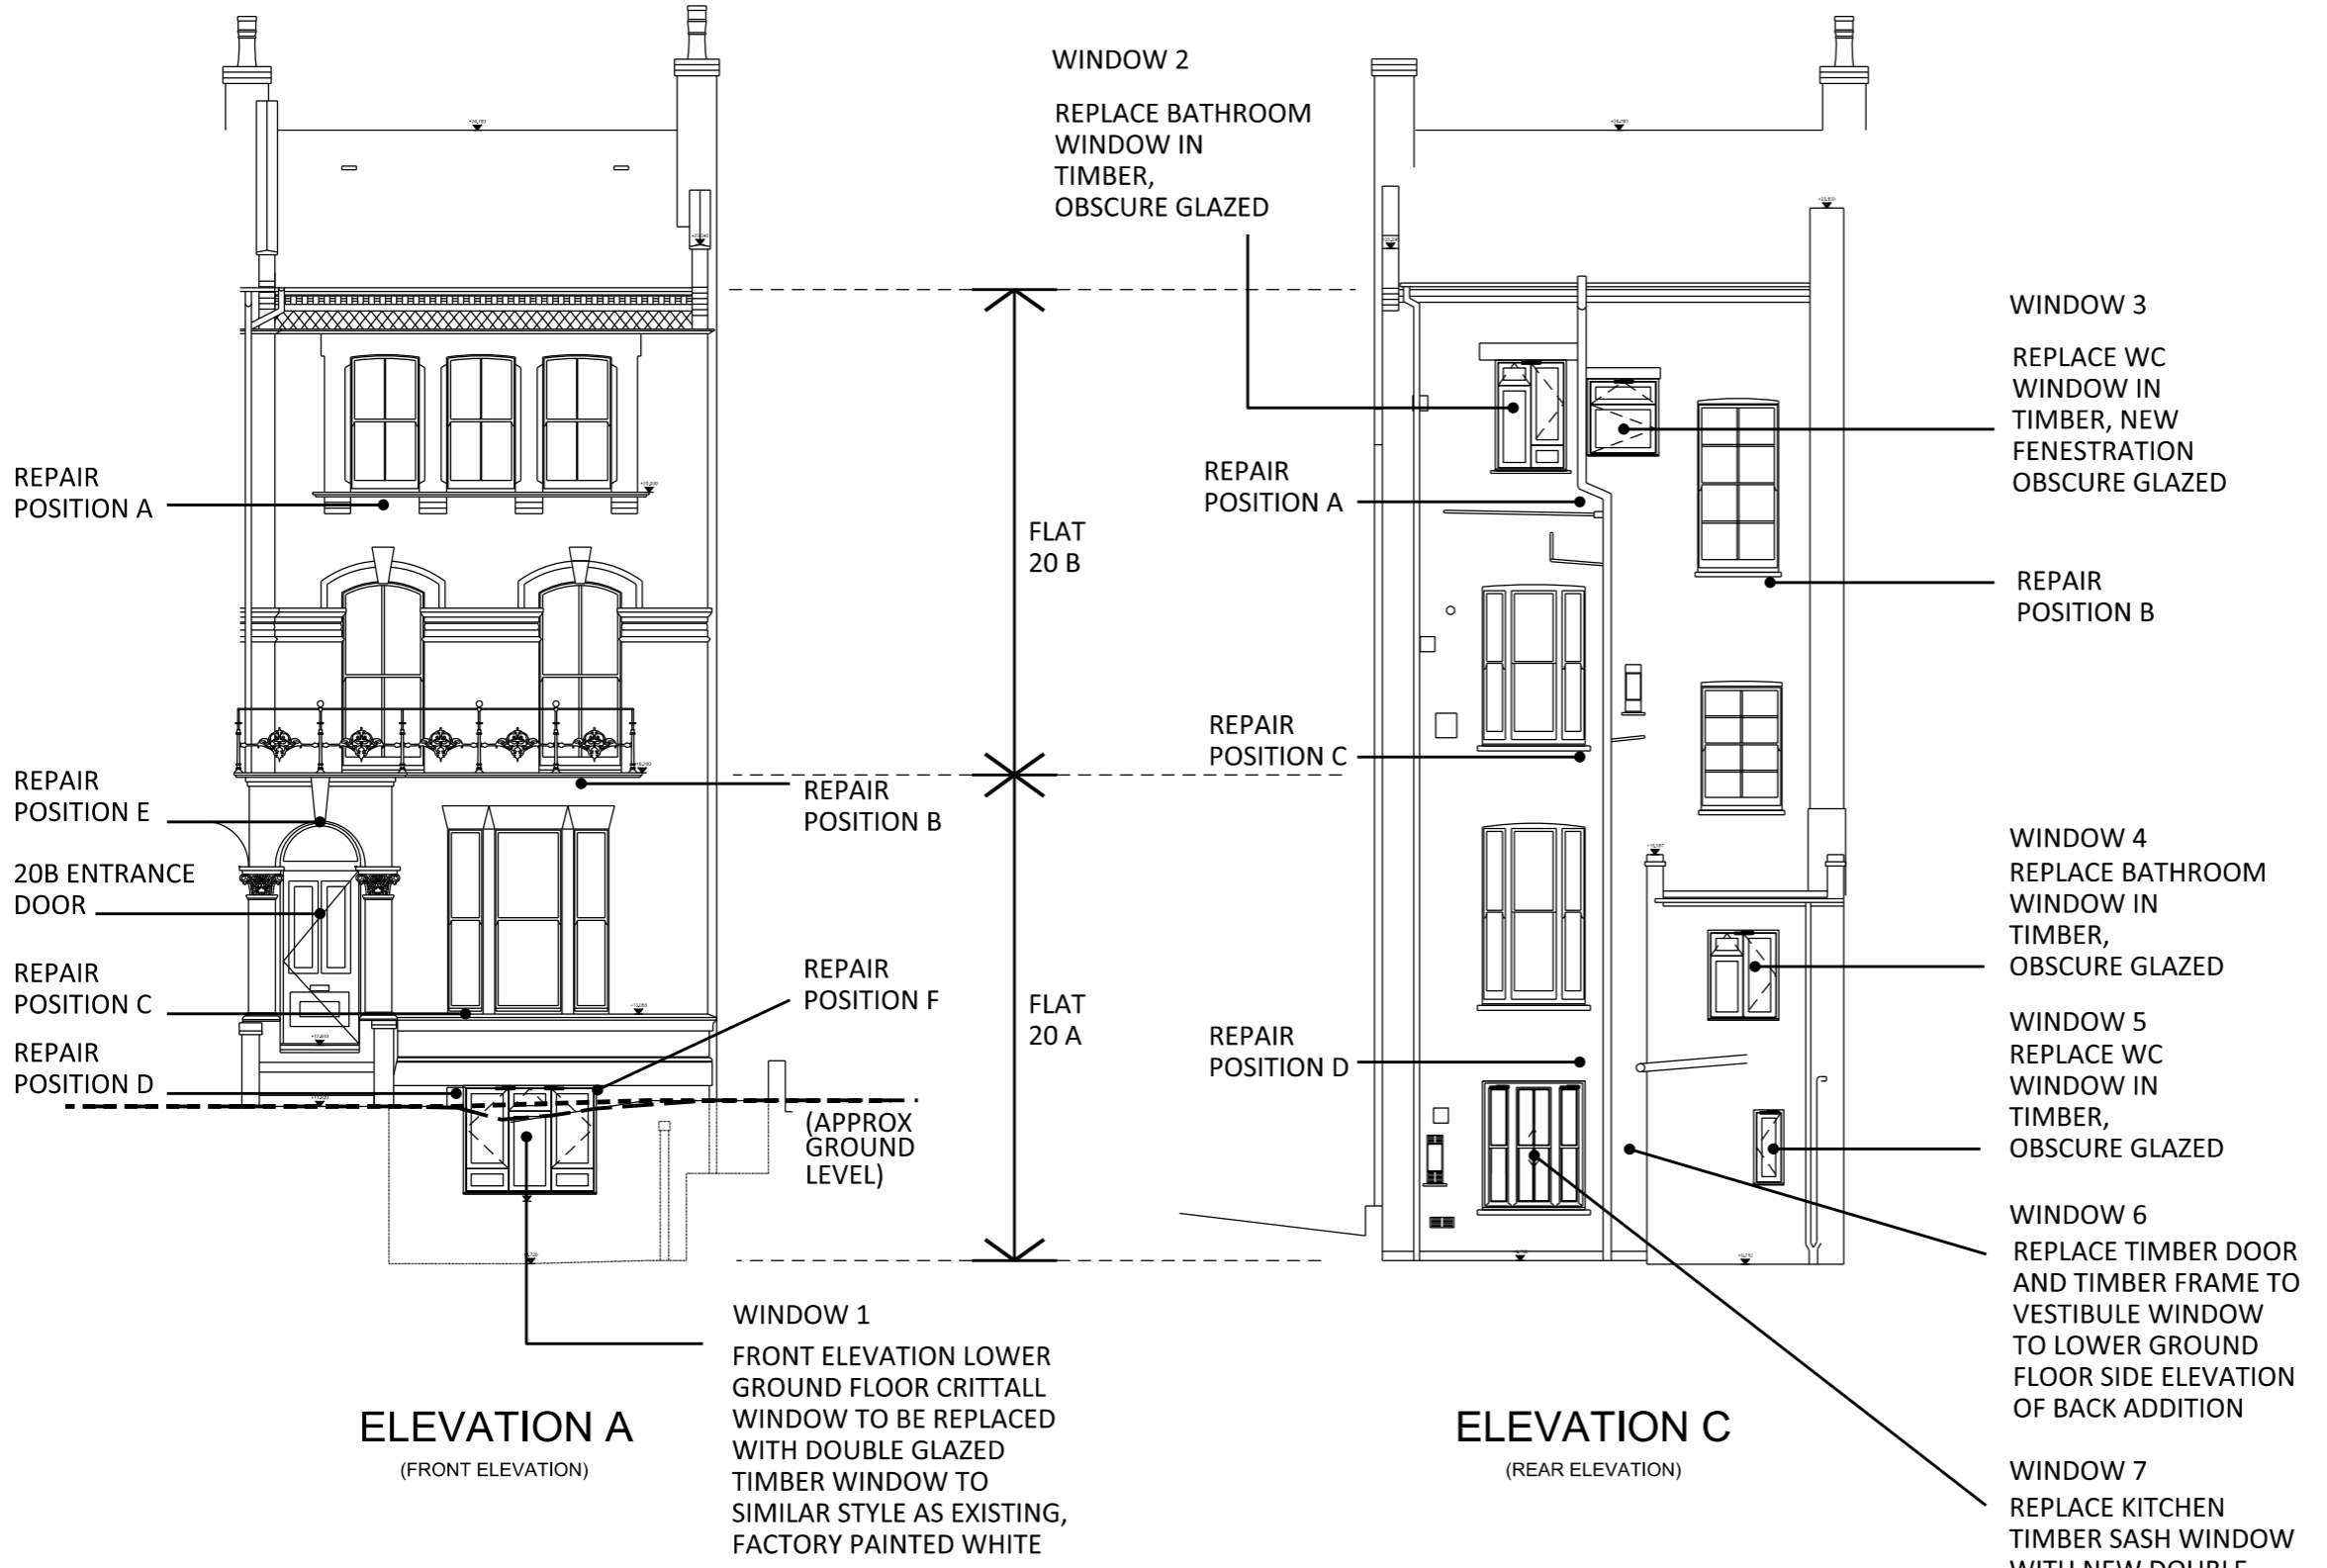 WINDOW 2
REPLACE BATHROOM
WINDOW IN
TIMBER,
OBSCURE GLAZED
WINDOW 3
REPLACE WC
WINDOW IN
TIMBER, NEW
FENESTRATION
OBSCURE GLAZED
REPAIR
POSITION A
REPAIR
POSITION A
FLAT
20 B
REPAIR
POSITION B
REPAIR
POSITION C
REPAIR
POSITION E
REPAIR
POSITION B
20B ENTRANCE
DOOR
WINDOW 4
REPLACE BATHROOM
WINDOW IN
TIMBER,
OBSCURE GLAZED
REPAIR
POSITION C
REPAIR
POSITION F
FLAT
20 A
REPAIR
POSITION D
REPAIR
POSITION D
WINDOW 5
REPLACE WC
WINDOW IN
TIMBER,
OBSCURE GLAZED
(APPROX
GROUND
LEVEL)
WINDOW 6
REPLACE TIMBER DOOR
AND TIMBER FRAME TO
VESTIBULE WINDOW
TO LOWER GROUND
FLOOR SIDE ELEVATION
OF BACK ADDITION
WINDOW 1
FRONT ELEVATION LOWER
GROUND FLOOR CRITTALL
WINDOW TO BE REPLACED
WITH DOUBLE GLAZED
TIMBER WINDOW TO
SIMILAR STYLE AS EXISTING,
FACTORY PAINTED WHITE
ELEVATION A
(FRONT ELEVATION)
ELEVATION C
(REAR ELEVATION)
WINDOW 7
REPLACE KITCHEN
TIMBER SASH WINDOW
WITH NEW DOUBLE